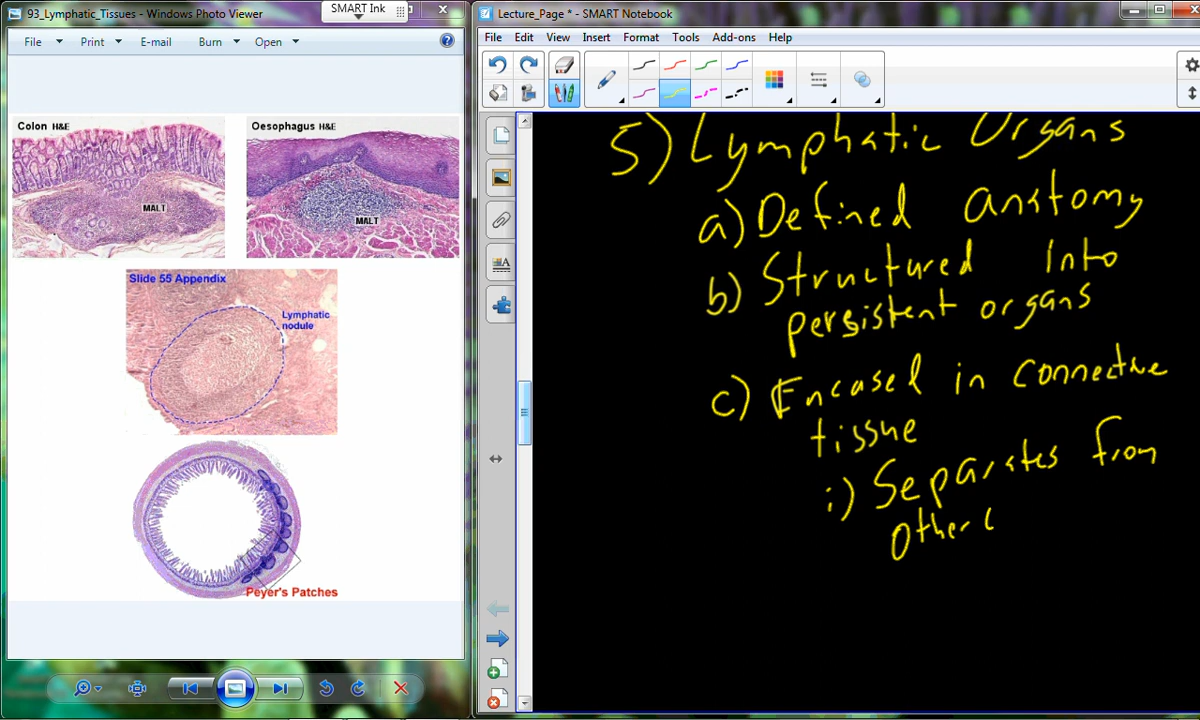 93_Lymphatic_Tissues - Windows Photo Viewer
SMART Ink
File Print E-mail Burn Open
Colon H&E
Oesophagus H&E
MALT
MALT
Slide 55 Appendix
Lymphatic
nodule
Peyer's Patches
Lecture_Page * - SMART Notebook
File Edit View Insert Format Tools Add-ons Help
5) Lymphatic Organs
a) Defined anatomy
b) Structured into
persistent organs
c) Encased in connective
tissue
i) Separates from
other